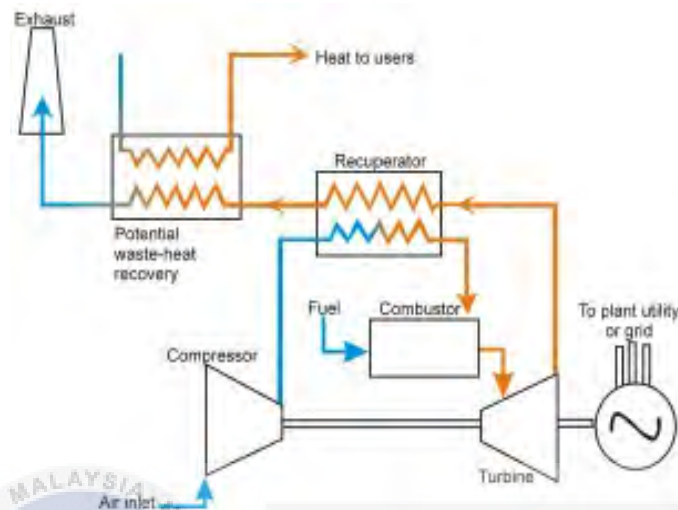 Exhaust
Heat to users
Recuperator
Potential
waste-heat
recovery
Fuel
Combustor
To plant utility
or grid
Compressor
Turbine
MALAYSIA
Air inlet